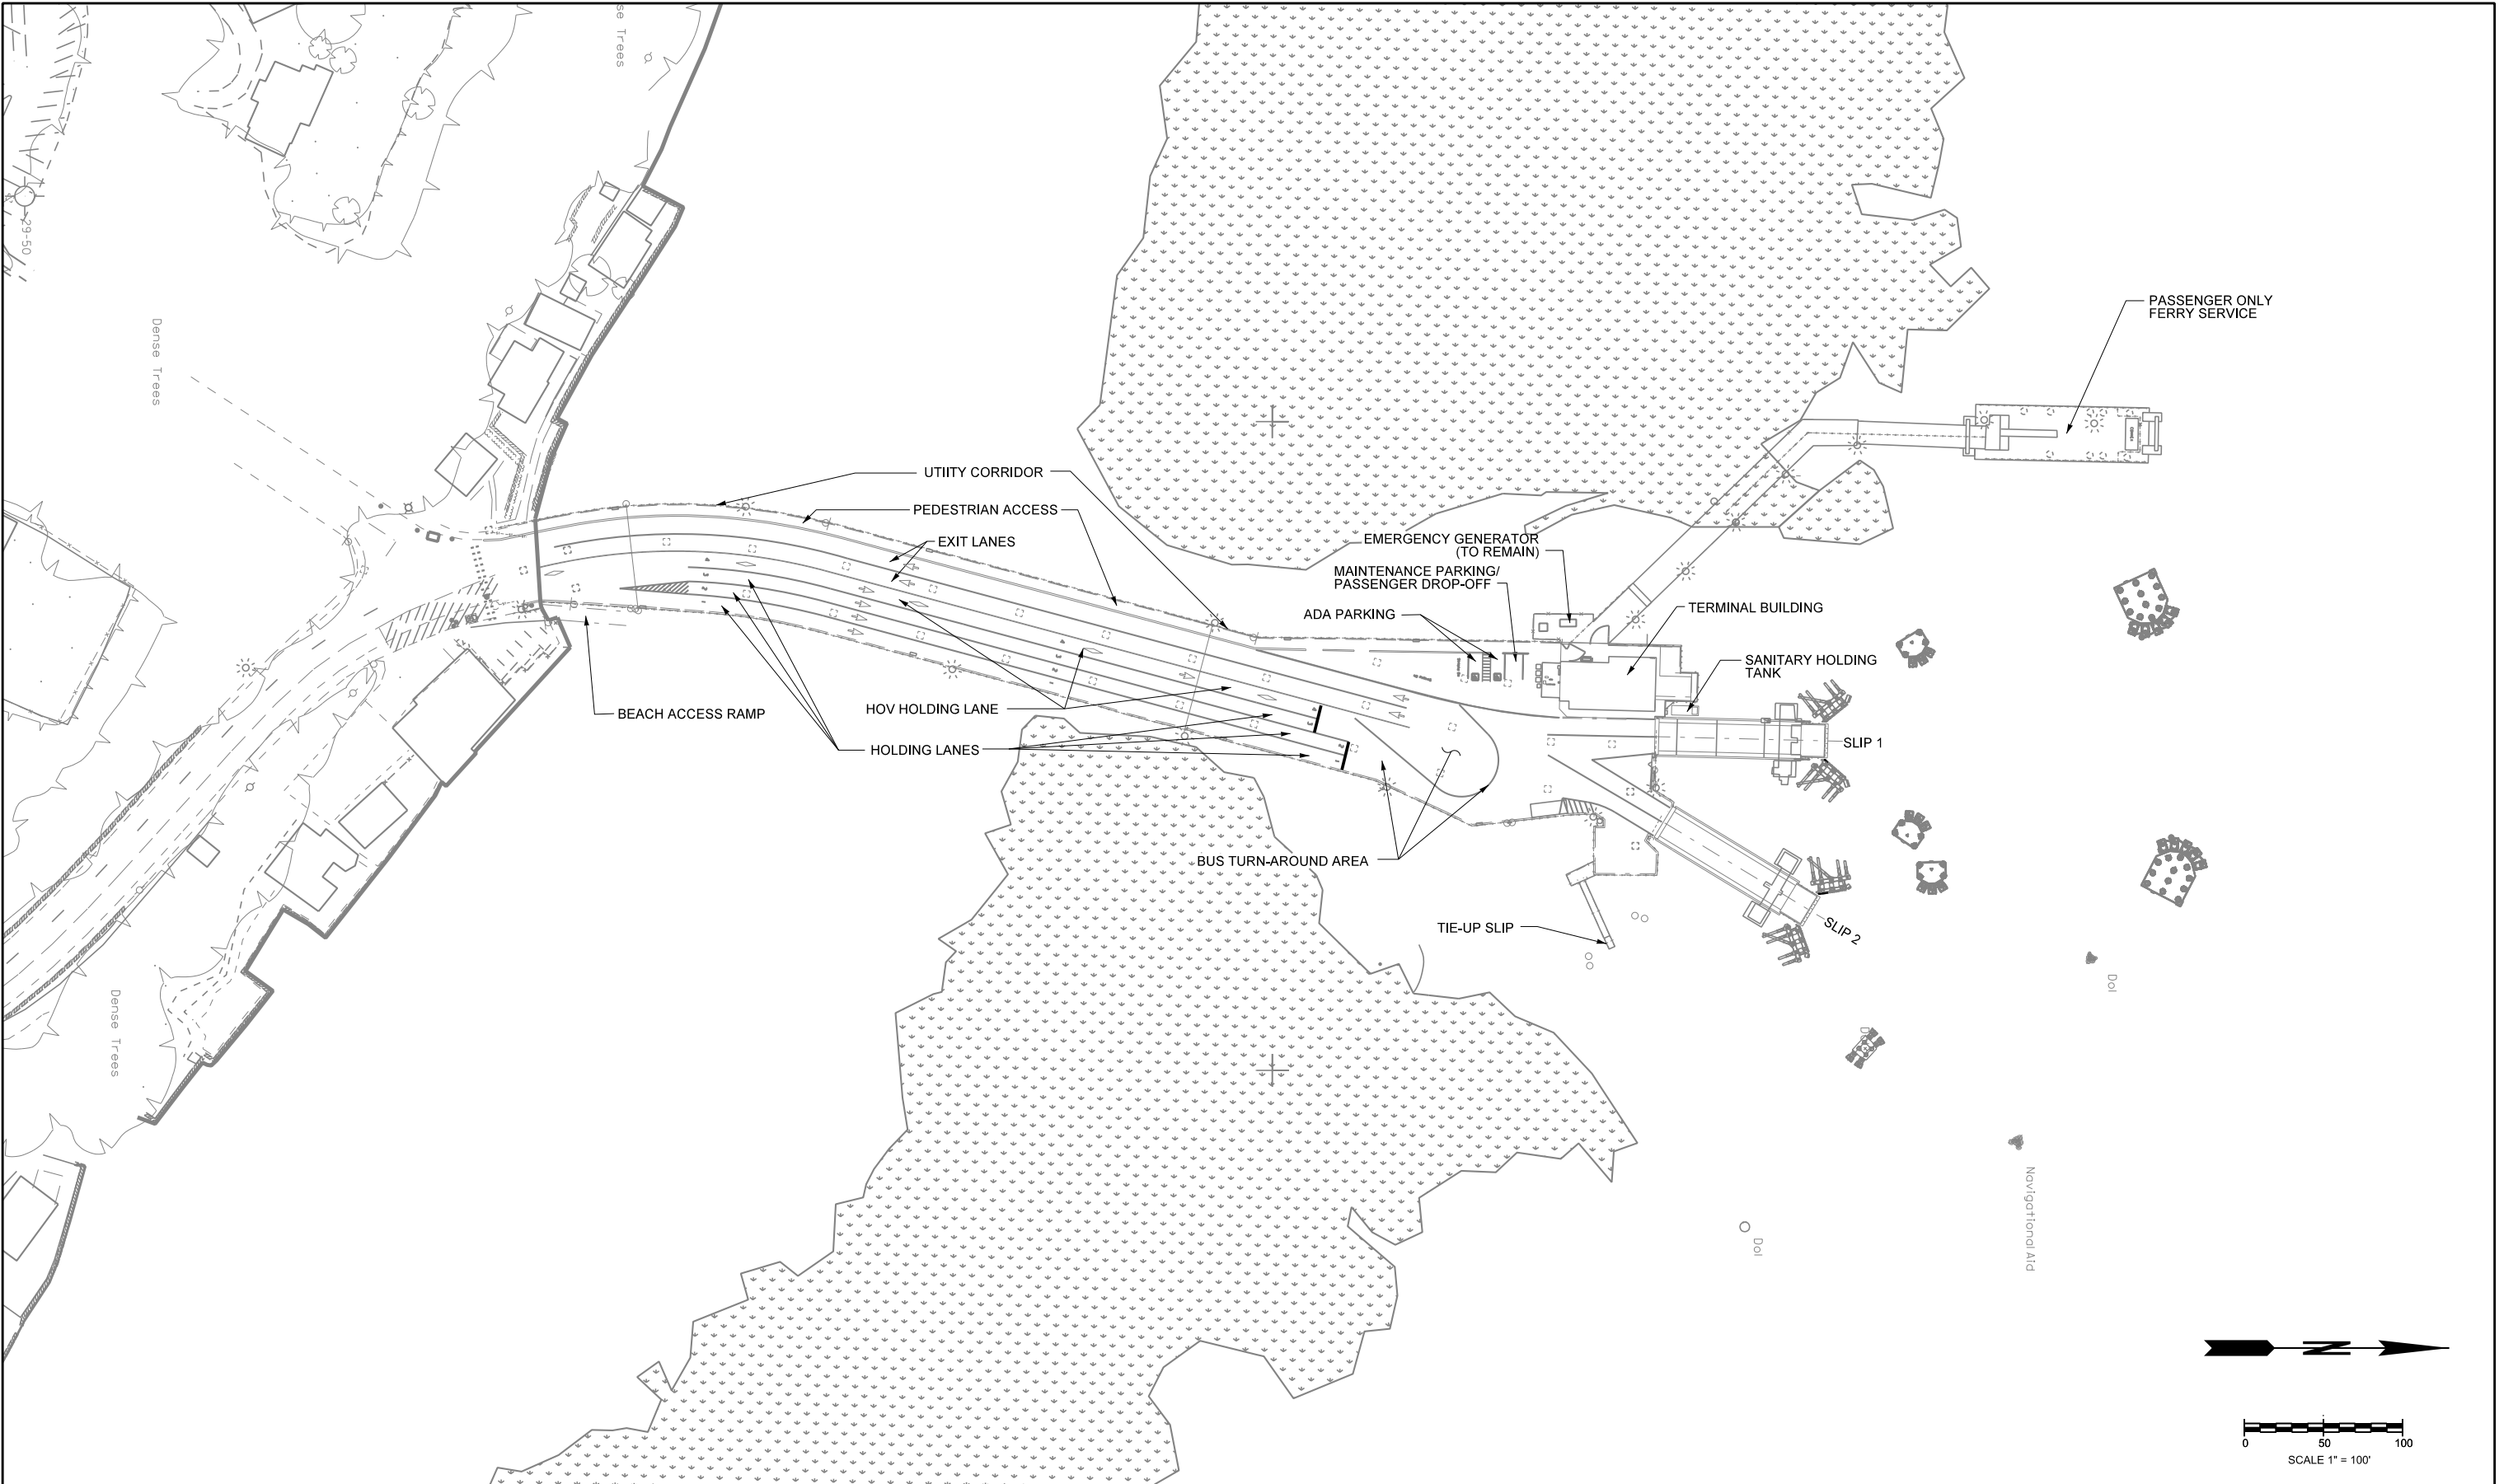 se Trees
29-50
Dense Trees
PASSENGER ONLY
FERRY SERVICE
UTIITY CORRIDOR
PEDESTRIAN ACCESS
EXIT LANES
EMERGENCY GENERATOR
(TO REMAIN)
MAINTENANCE PARKING/
PASSENGER DROP-OFF
ADA PARKING
TERMINAL BUILDING
SANITARY HOLDING
TANK
BEACH ACCESS RAMP
HOV HOLDING LANE
HOLDING LANES
SLIP 1
BUS TURN-AROUND AREA
TIE-UP SLIP
SLIP 2
Dol
Dense Trees
Navigational Aid
Dol
N
0 50 100
SCALE 1" = 100'